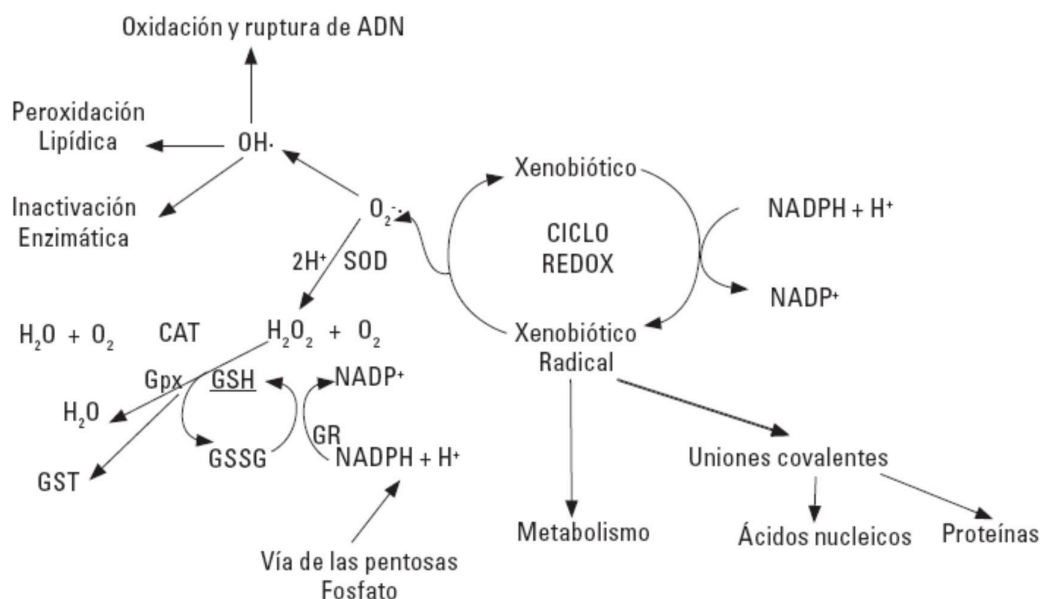 Oxidación y ruptura de ADN
Peroxidación
Lipídica
OH·
Inactivación
Enzimática
O₂⁻·
Xenobiótico
NADPH + H⁺
CICLO
REDOX
2H⁺ SOD
NADP⁺
H₂O + O₂ CAT H₂O₂ + O₂
Xenobiótico
Radical
Gpx GSH NADP⁺
H₂O
GR
GSSG NADPH + H⁺
GST
Uniones covalentes
Metabolismo
Ácidos nucleicos
Proteínas
Vía de las pentosas
Fosfato